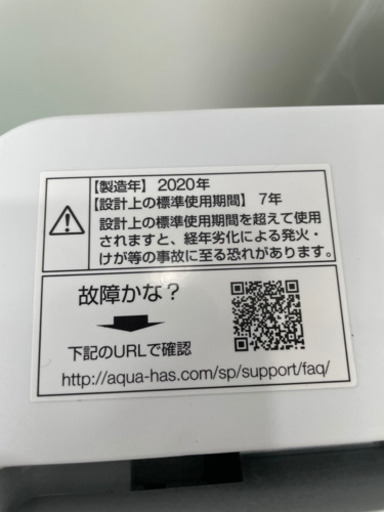 【製造年】 2020年
【設計上の標準使用期間】 7年
設計上の標準使用期間を超えて使用
されますと、経年劣化による発火・
けが等の事故に至る恐れがあります。
故障かな?
下記のURLで確認
http://aqua-has.com/sp/support/faq/